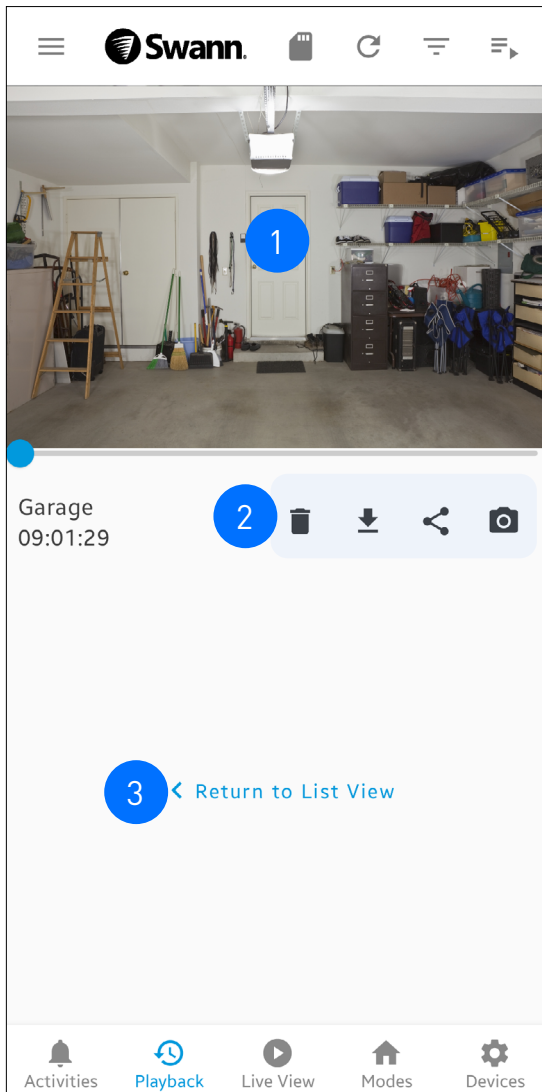 Swann.
1
Garage
09:01:29
2
3
Return to List View
Activities
Playback
Live View
Modes
Devices